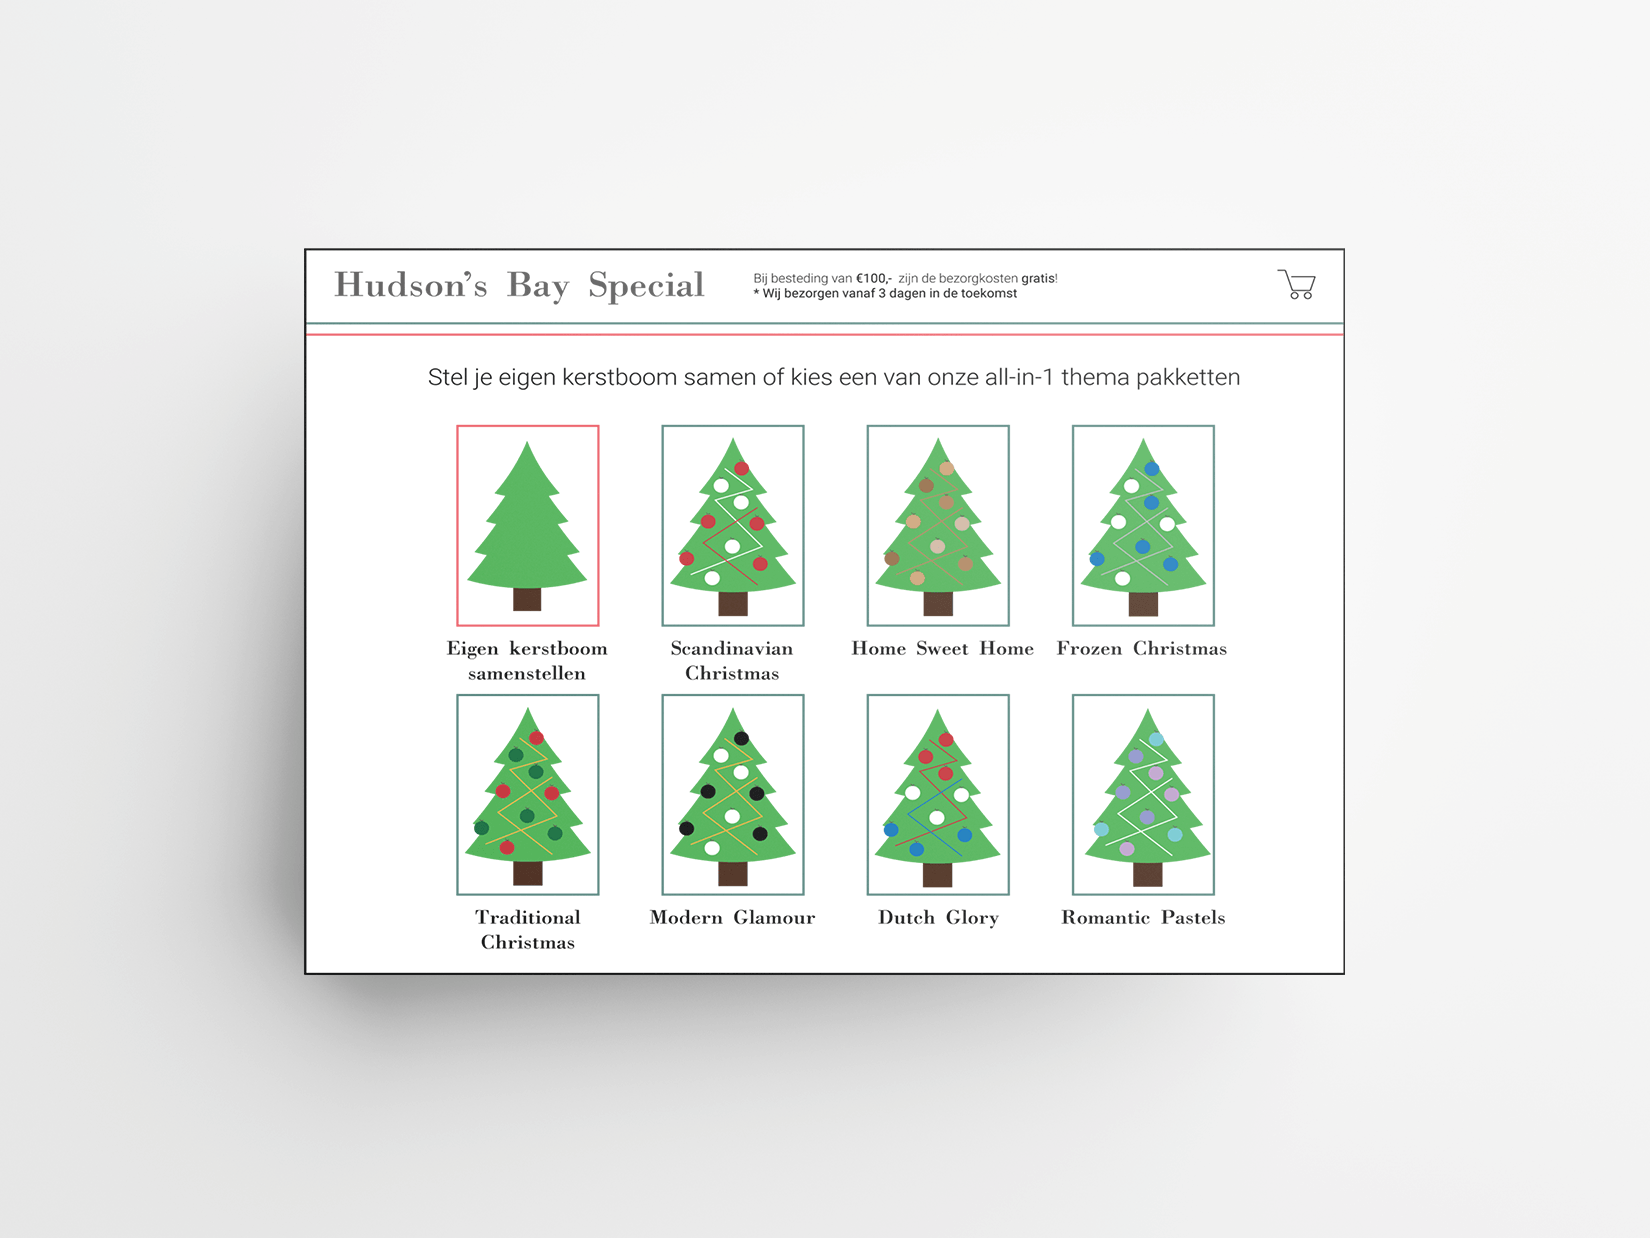 Hudson's Bay Special
Bij besteding van €100,- zijn de bezorgkosten gratis!
* Wij bezorgen vanaf 3 dagen in de toekomst
Stel je eigen kerstboom samen of kies een van onze all-in-1 thema pakketten
Eigen kerstboom
samenstellen
Scandinavian
Christmas
Home Sweet Home
Frozen Christmas
Traditional
Christmas
Modern Glamour
Dutch Glory
Romantic Pastels